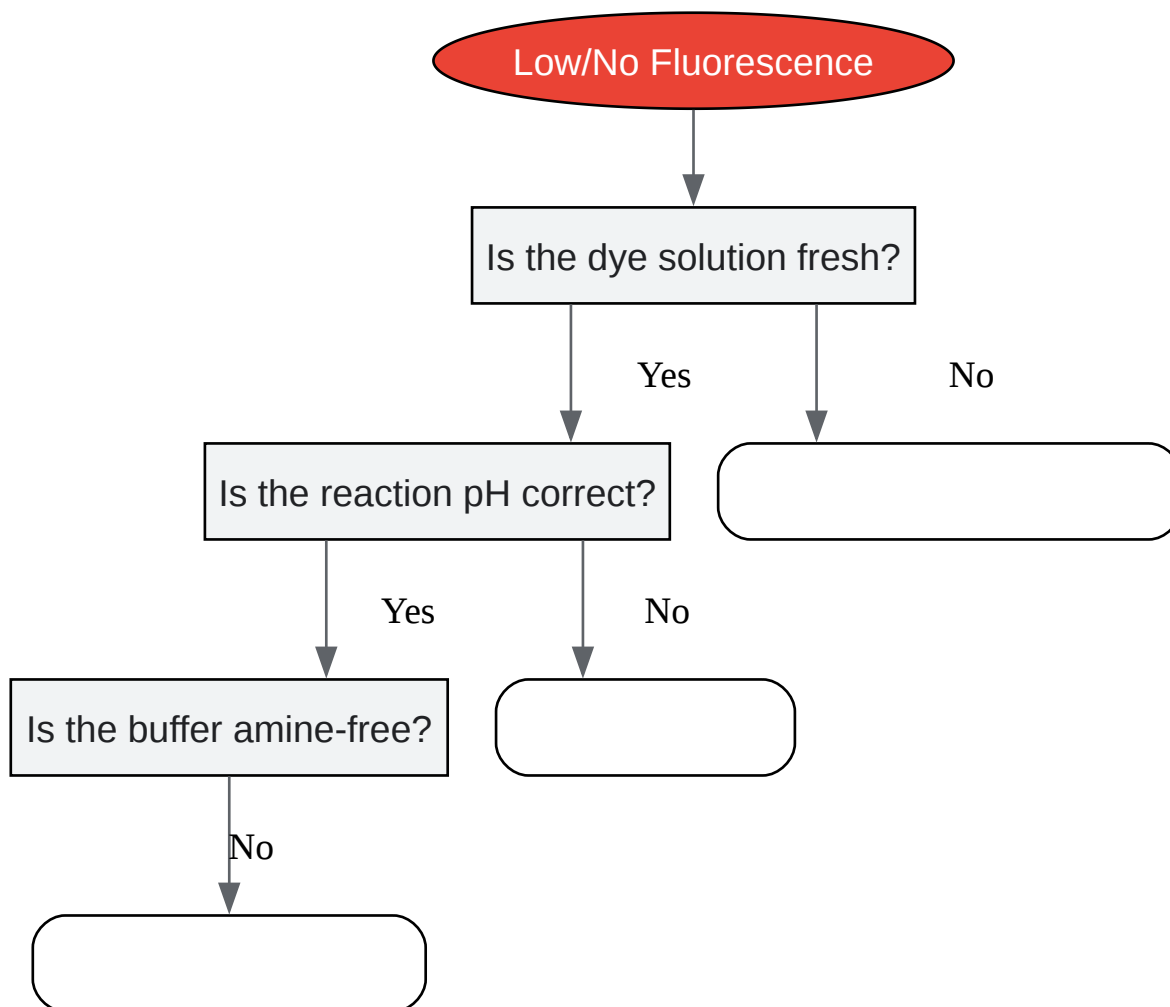 Low/No Fluorescence
Is the dye solution fresh?
Yes
No
Is the reaction pH correct?
Yes
No
Is the buffer amine-free?
No